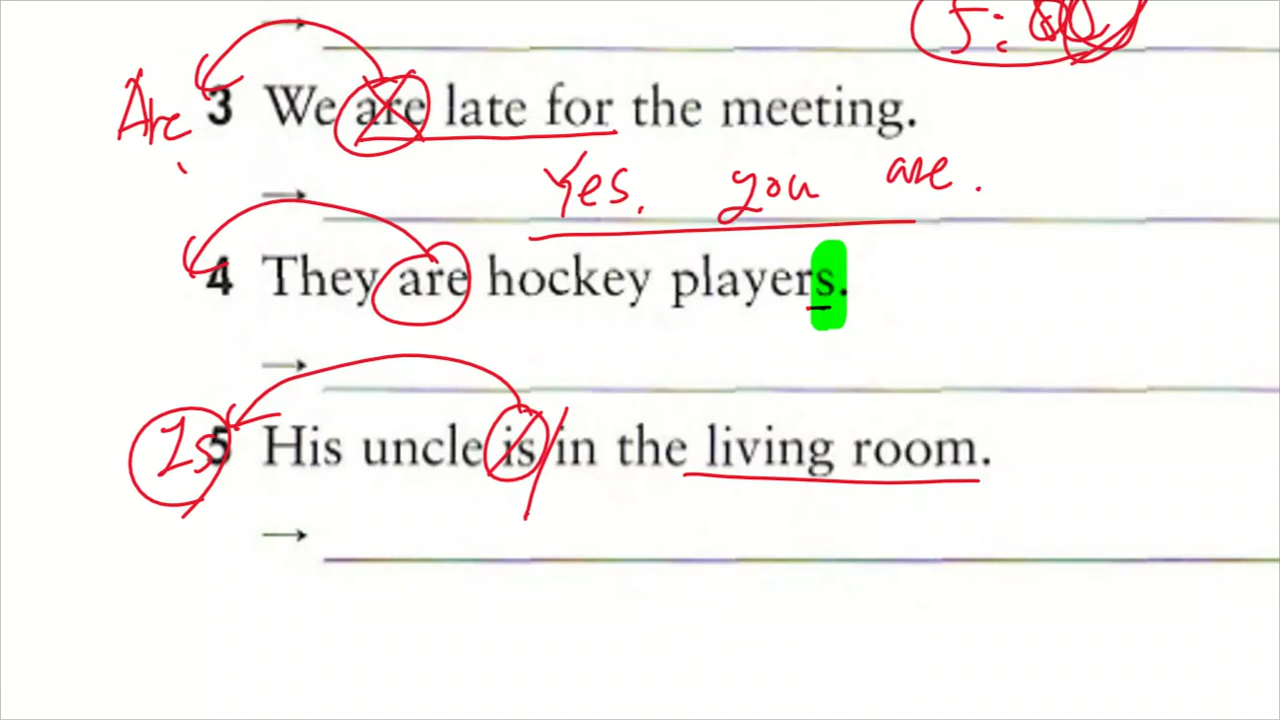 5:
Are 3 We are late for the meeting.
→ Yes, you are.
4 They are hockey players.
→
Is 5 His uncle is in the living room.
→